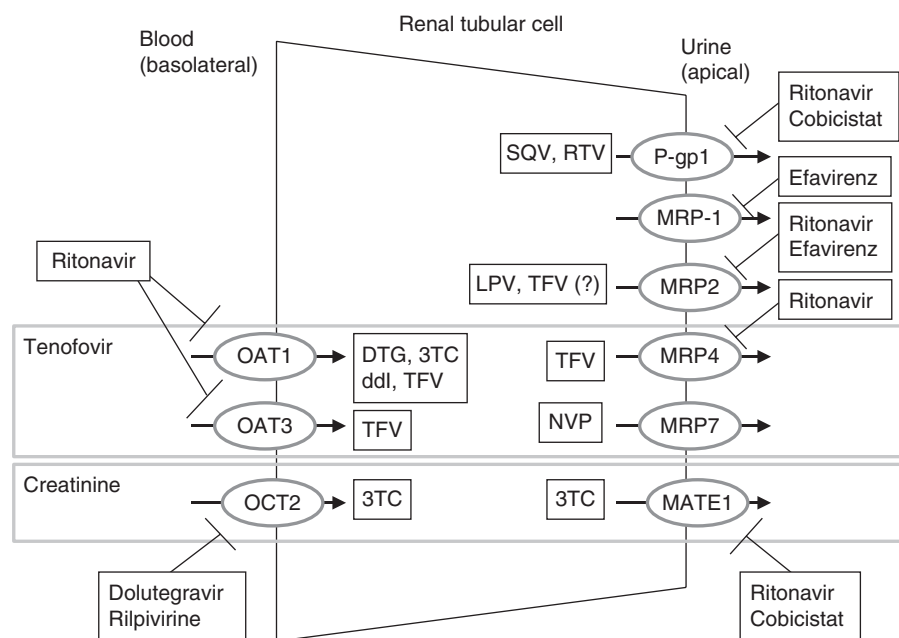 Renal tubular cell
Blood
(basolateral)
Urine
(apical)
Ritonavir
Cobicistat
SQV, RTV
P-gp1
Efavirenz
MRP-1
Ritonavir
Efavirenz
Ritonavir
LPV, TFV (?)
MRP2
Ritonavir
Tenofovir
OAT1
DTG, 3TC
ddI, TFV
TFV
MRP4
OAT3
TFV
NVP
MRP7
Creatinine
OCT2
3TC
3TC
MATE1
Dolutegravir
Rilpivirine
Ritonavir
Cobicistat